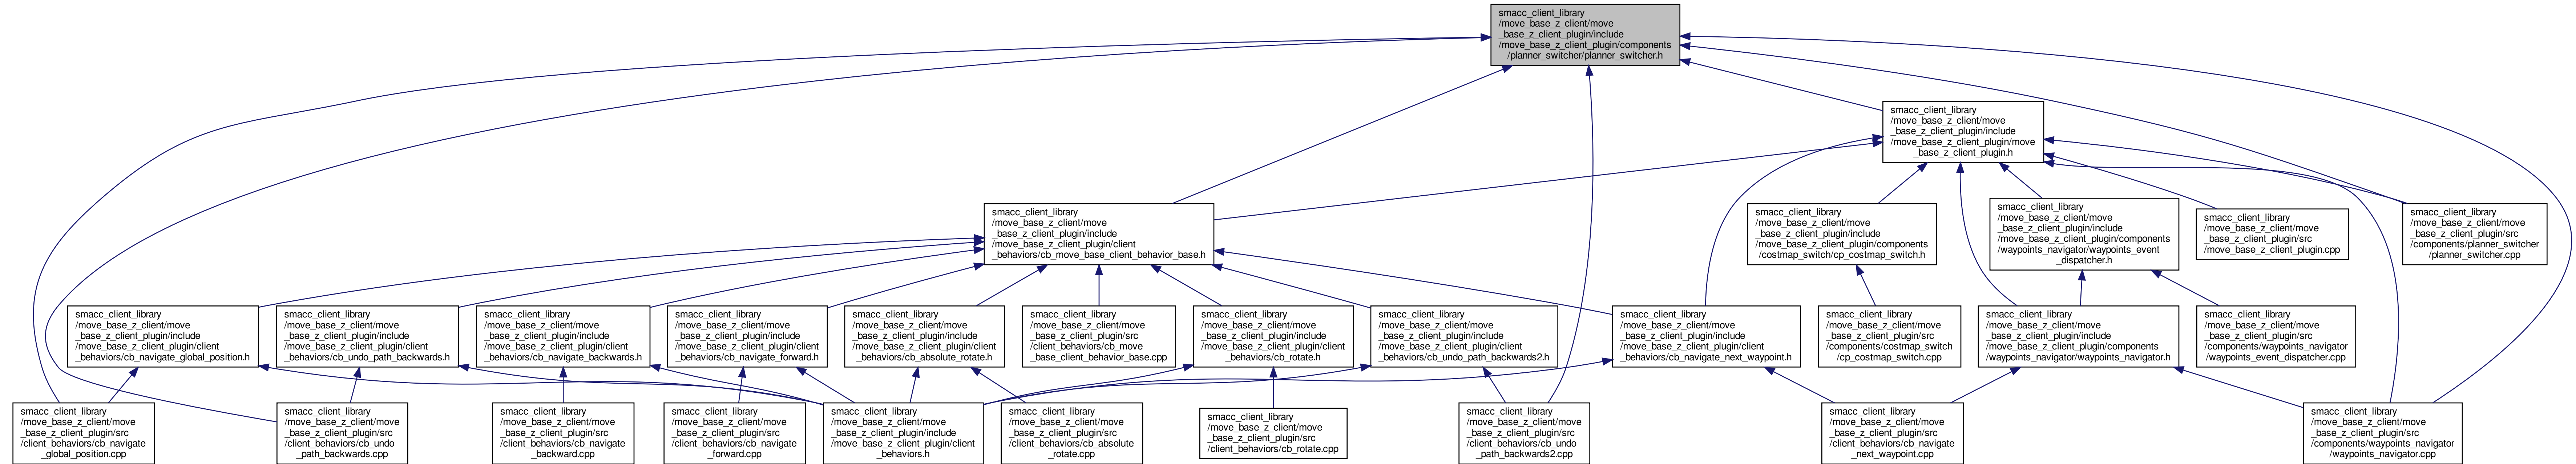 smacc_client_library
/move_base_z_client/move
_base_z_client_plugin/include
/move_base_z_client_plugin/components
/planner_switcher/planner_switcher.h
smacc_client_library
/move_base_z_client/move
_base_z_client_plugin/include
/move_base_z_client_plugin/move
_base_z_client_plugin.h
smacc_client_library
/move_base_z_client/move
_base_z_client_plugin/include
/move_base_z_client_plugin/client
_behaviors/cb_move_base_client_behavior_base.h
smacc_client_library
/move_base_z_client/move
_base_z_client_plugin/include
/move_base_z_client_plugin/components
/costmap_switch/cp_costmap_switch.h
smacc_client_library
/move_base_z_client/move
_base_z_client_plugin/include
/move_base_z_client_plugin/components
/waypoints_navigator/waypoints_event
_dispatcher.h
smacc_client_library
/move_base_z_client/move
_base_z_client_plugin/src
/move_base_z_client_plugin.cpp
smacc_client_library
/move_base_z_client/move
_base_z_client_plugin/src
/components/planner_switcher
/planner_switcher.cpp
smacc_client_library
/move_base_z_client/move
_base_z_client_plugin/include
/move_base_z_client_plugin/client
_behaviors/cb_navigate_global_position.h
smacc_client_library
/move_base_z_client/move
_base_z_client_plugin/include
/move_base_z_client_plugin/client
_behaviors/cb_undo_path_backwards.h
smacc_client_library
/move_base_z_client/move
_base_z_client_plugin/include
/move_base_z_client_plugin/client
_behaviors/cb_navigate_backwards.h
smacc_client_library
/move_base_z_client/move
_base_z_client_plugin/include
/move_base_z_client_plugin/client
_behaviors/cb_navigate_forward.h
smacc_client_library
/move_base_z_client/move
_base_z_client_plugin/include
/move_base_z_client_plugin/client
_behaviors/cb_absolute_rotate.h
smacc_client_library
/move_base_z_client/move
_base_z_client_plugin/src
/client_behaviors/cb_move
_base_client_behavior_base.cpp
smacc_client_library
/move_base_z_client/move
_base_z_client_plugin/include
/move_base_z_client_plugin/client
_behaviors/cb_rotate.h
smacc_client_library
/move_base_z_client/move
_base_z_client_plugin/include
/move_base_z_client_plugin/client
_behaviors/cb_undo_path_backwards2.h
smacc_client_library
/move_base_z_client/move
_base_z_client_plugin/include
/move_base_z_client_plugin/client
_behaviors/cb_navigate_next_waypoint.h
smacc_client_library
/move_base_z_client/move
_base_z_client_plugin/src
/components/costmap_switch
/cp_costmap_switch.cpp
smacc_client_library
/move_base_z_client/move
_base_z_client_plugin/include
/move_base_z_client_plugin/components
/waypoints_navigator/waypoints_navigator.h
smacc_client_library
/move_base_z_client/move
_base_z_client_plugin/src
/components/waypoints_navigator
/waypoints_event_dispatcher.cpp
smacc_client_library
/move_base_z_client/move
_base_z_client_plugin/src
/client_behaviors/cb_navigate
_global_position.cpp
smacc_client_library
/move_base_z_client/move
_base_z_client_plugin/src
/client_behaviors/cb_undo
_path_backwards.cpp
smacc_client_library
/move_base_z_client/move
_base_z_client_plugin/src
/client_behaviors/cb_navigate
_backward.cpp
smacc_client_library
/move_base_z_client/move
_base_z_client_plugin/src
/client_behaviors/cb_navigate
_forward.cpp
smacc_client_library
/move_base_z_client/move
_base_z_client_plugin/include
/move_base_z_client_plugin/client
_behaviors.h
smacc_client_library
/move_base_z_client/move
_base_z_client_plugin/src
/client_behaviors/cb_absolute
_rotate.cpp
smacc_client_library
/move_base_z_client/move
_base_z_client_plugin/src
/client_behaviors/cb_rotate.cpp
smacc_client_library
/move_base_z_client/move
_base_z_client_plugin/src
/client_behaviors/cb_undo
_path_backwards2.cpp
smacc_client_library
/move_base_z_client/move
_base_z_client_plugin/src
/client_behaviors/cb_navigate
_next_waypoint.cpp
smacc_client_library
/move_base_z_client/move
_base_z_client_plugin/src
/components/waypoints_navigator
/waypoints_navigator.cpp